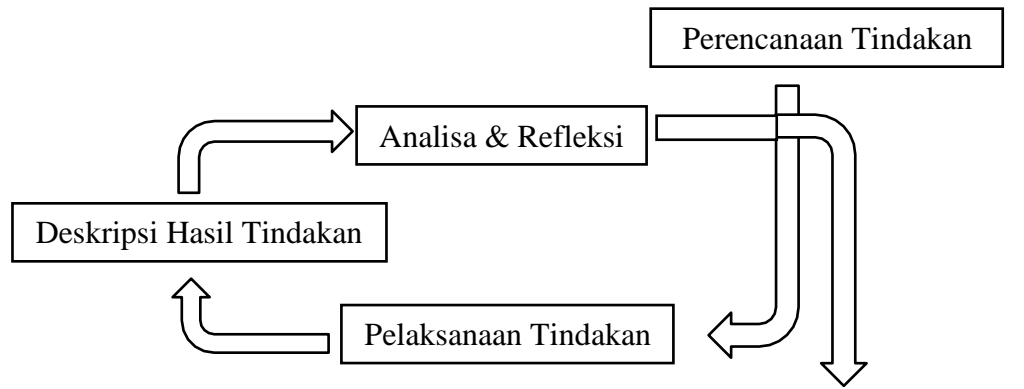 Perencanaan Tindakan
Analisa & Refleksi
Deskripsi Hasil Tindakan
Pelaksanaan Tindakan